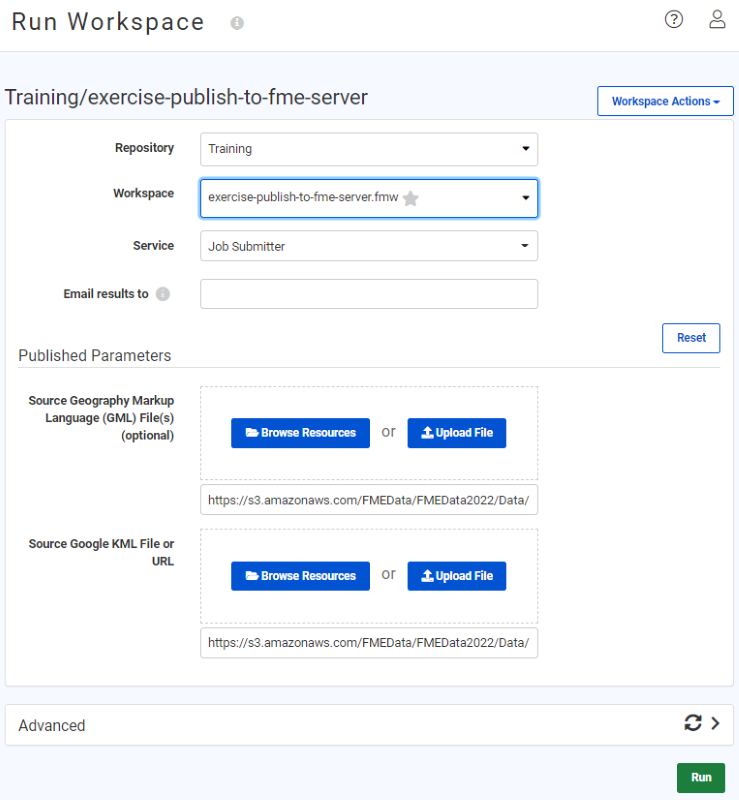 Run Workspace
Training/exercise-publish-to-fme-server
Workspace Actions
Repository
Training
Workspace
exercise-publish-to-fme-server.fmw
Service
Job Submitter
Email results to
Reset
Published Parameters
Source Geography Markup
Language (GML) File(s)
(optional)
Browse Resources or Upload File
https://s3.amazonaws.com/FMEData/FMEData2022/Data/
Source Google KML File or
URL
Browse Resources or Upload File
https://s3.amazonaws.com/FMEData/FMEData2022/Data/
Advanced
Run